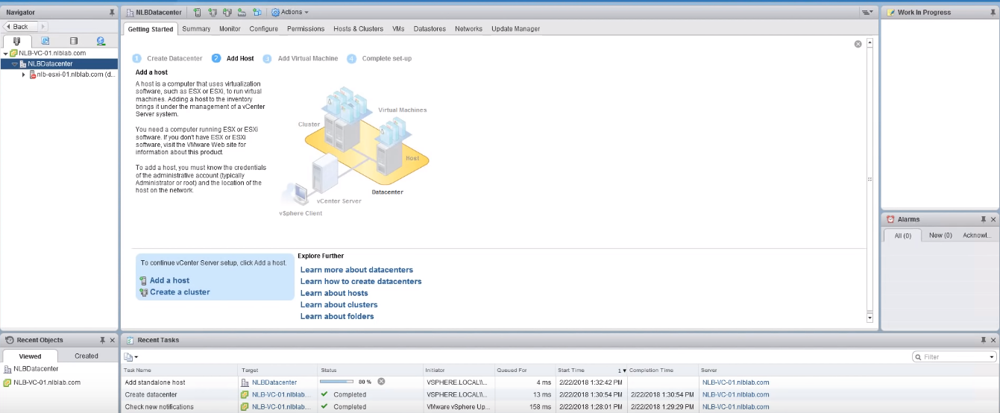 Navigator
Back
NLB-VC-01.nlblab.com
NLBDatacenter
nlb-esxi-01.nlblab.com (d...
NLBDatacenter
Actions
Getting Started Summary Monitor Configure Permissions Hosts & Clusters VMs Datastores Networks Update Manager
1 Create Datacenter 2 Add Host 3 Add Virtual Machine 4 Complete set-up
Add a host
A host is a computer that uses virtualization
software, such as ESX or ESXi, to run virtual
machines. Adding a host to the inventory
brings it under the management of a vCenter
Server system.
You need a computer running ESX or ESXi
software. If you don't have ESX or ESXi
software, visit the VMware Web site for
information about this product.
To add a host, you must know the credentials
of the administrative account (typically
Administrator or root) and the location of the
host on the network.
Virtual Machines
Cluster
Host
Datacenter
vCenter Server
vSphere Client
To continue vCenter Server setup, click Add a host.
Add a host
Create a cluster
Explore Further
Learn more about datacenters
Learn how to create datacenters
Learn about hosts
Learn about clusters
Learn about folders
Work In Progress
Alarms
All (0) New (0) Acknowl...
Recent Objects
Viewed Created
NLBDatacenter
NLB-VC-01.nlblab.com
Recent Tasks
Filter
Task Name Target Status Initiator Queued For Start Time 1 Completion Time Server
Add standalone host NLBDatacenter 80 % VSPHERE.LOCAL\\... 4 ms 2/22/2018 1:32:42 PM NLB-VC-01.nlblab.com
Create datacenter NLB-VC-01.nlblab.... Completed VSPHERE.LOCAL\\... 13 ms 2/22/2018 1:30:54 PM 2/22/2018 1:30:54 PM NLB-VC-01.nlblab.com
Check new notifications NLB-VC-01.nlblab.... Completed VMware vSphere Up... 158 ms 2/22/2018 1:28:01 PM 2/22/2018 1:29:29 PM NLB-VC-01.nlblab.com